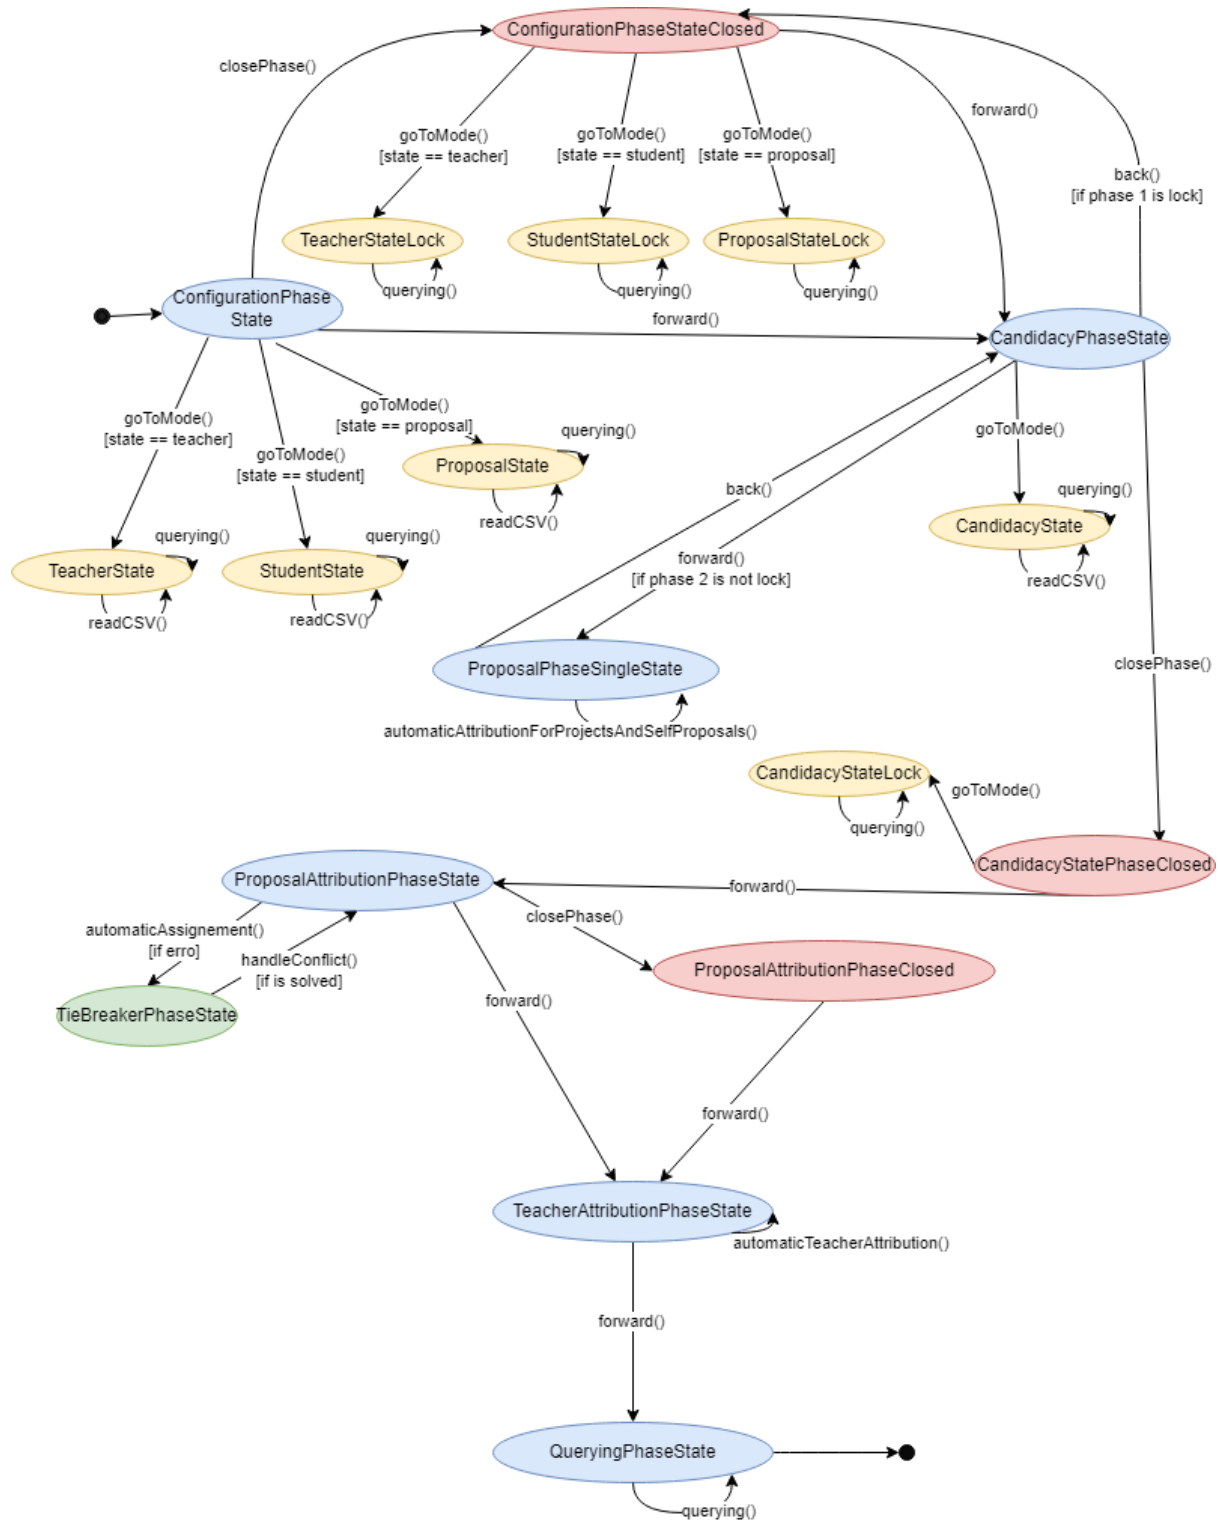 ConfigurationPhaseStateClosed
closePhase()
forward()
goToMode()
[state == teacher]
goToMode()
[state == student]
goToMode()
[state == proposal]
back()
[if phase 1 is lock]
TeacherStateLock
StudentStateLock
ProposalStateLock
querying()
querying()
querying()
ConfigurationPhase
State
forward()
CandidacyPhaseState
goToMode()
[state == teacher]
goToMode()
[state == student]
goToMode()
[state == proposal]
querying()
ProposalState
readCSV()
goToMode()
back()
querying()
CandidacyState
readCSV()
querying()
TeacherState
readCSV()
querying()
StudentState
readCSV()
forward()
[if phase 2 is not lock]
ProposalPhaseSingleState
automaticAttributionForProjectsAndSelfProposals()
closePhase()
CandidacyStateLock
querying()
goToMode()
CandidacyStatePhaseClosed
forward()
ProposalAttributionPhaseState
closePhase()
automaticAssignement()
[if erro]
handleConflict()
[if is solved]
TieBreakerPhaseState
ProposalAttributionPhaseClosed
forward()
forward()
TeacherAttributionPhaseState
automaticTeacherAttribution()
forward()
QueryingPhaseState
querying()